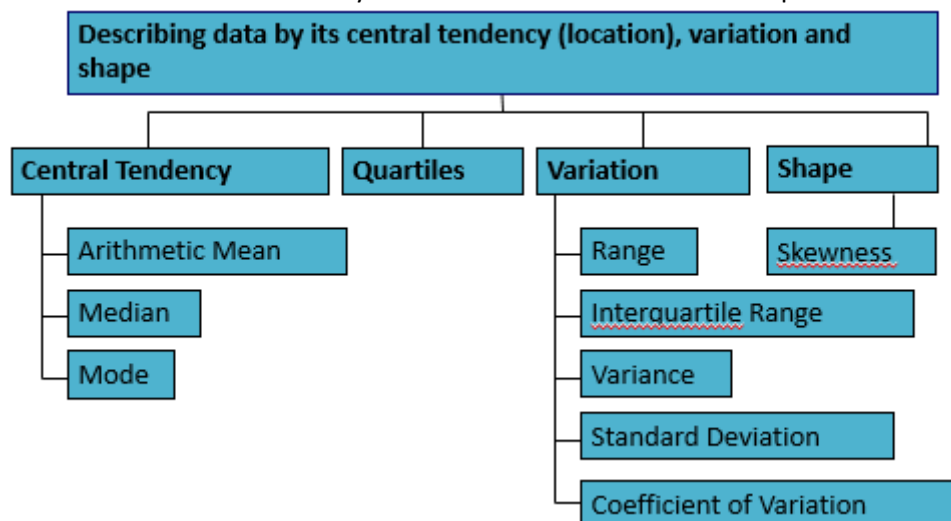 Describing data by its central tendency (location), variation and
shape
Central Tendency
Quartiles
Variation
Shape
Arithmetic Mean
Median
Mode
Range
Interquartile Range
Variance
Standard Deviation
Coefficient of Variation
Skewness